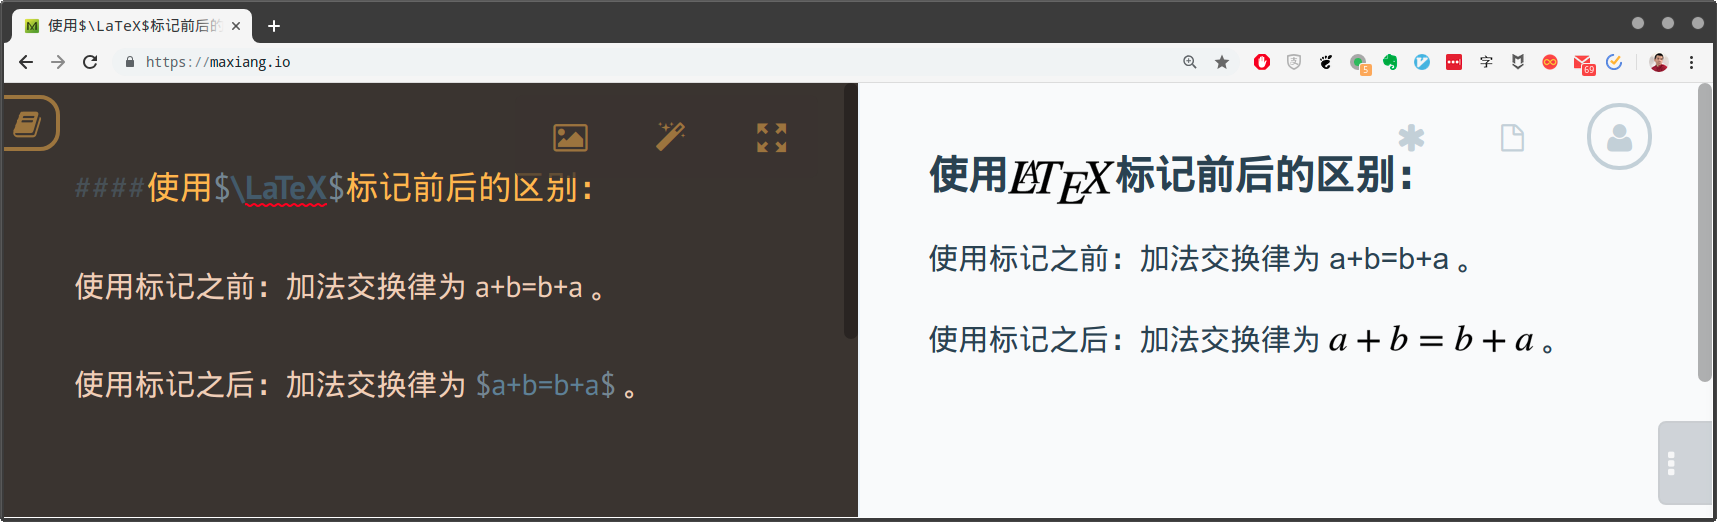 使用$\LaTeX$标记前后的
https://maxiang.io
支
5
字
69
####使用$\LaTeX$标记前后的区别：
使用标记之前：加法交换律为 a+b=b+a 。
使用标记之后：加法交换律为 $a+b=b+a$ 。
使用LATEX标记前后的区别：
使用标记之前：加法交换律为 a+b=b+a 。
使用标记之后：加法交换律为 a + b = b + a 。